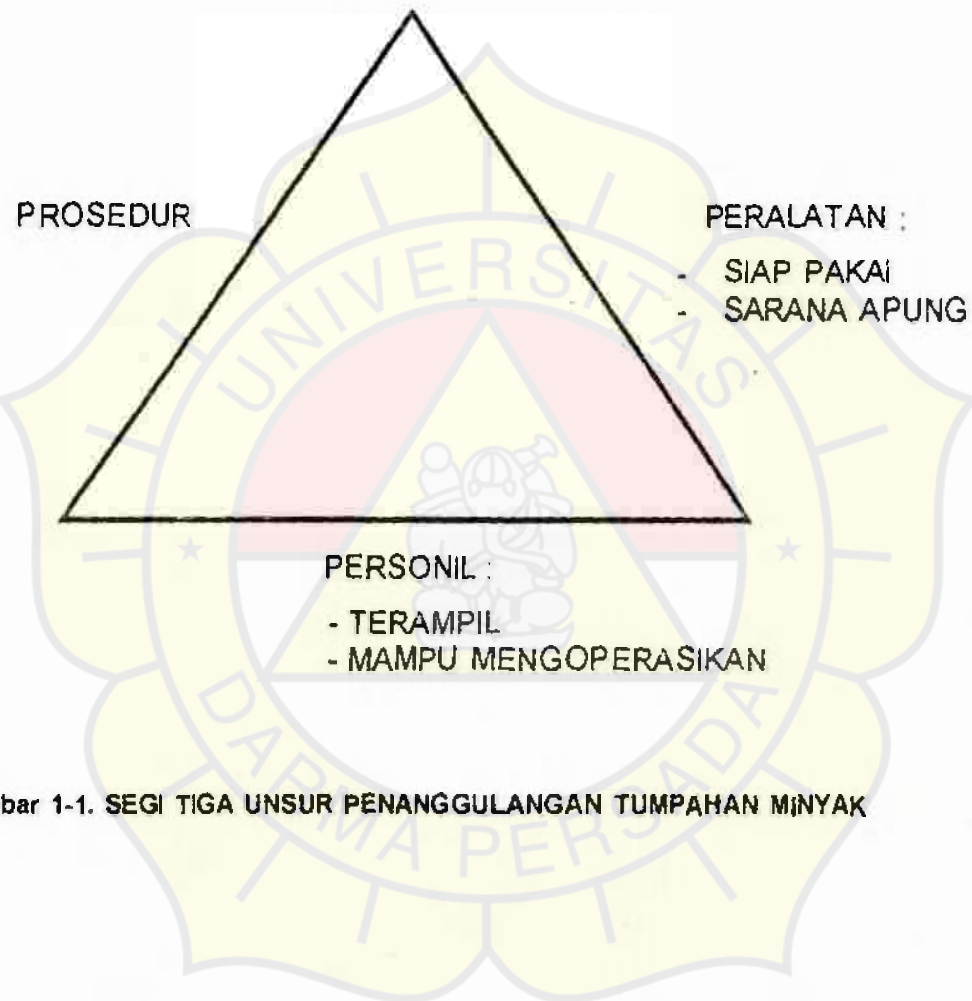 PROSEDUR
PERALATAN :
- SIAP PAKAI
- SARANA APUNG
PERSONIL :
- TERAMPIL
- MAMPU MENGOPERASIKAN
bar 1-1. SEGI TIGA UNSUR PENANGGULANGAN TUMPAHAN MINYAK
UNIVERSITAS
DARMA PERSADA